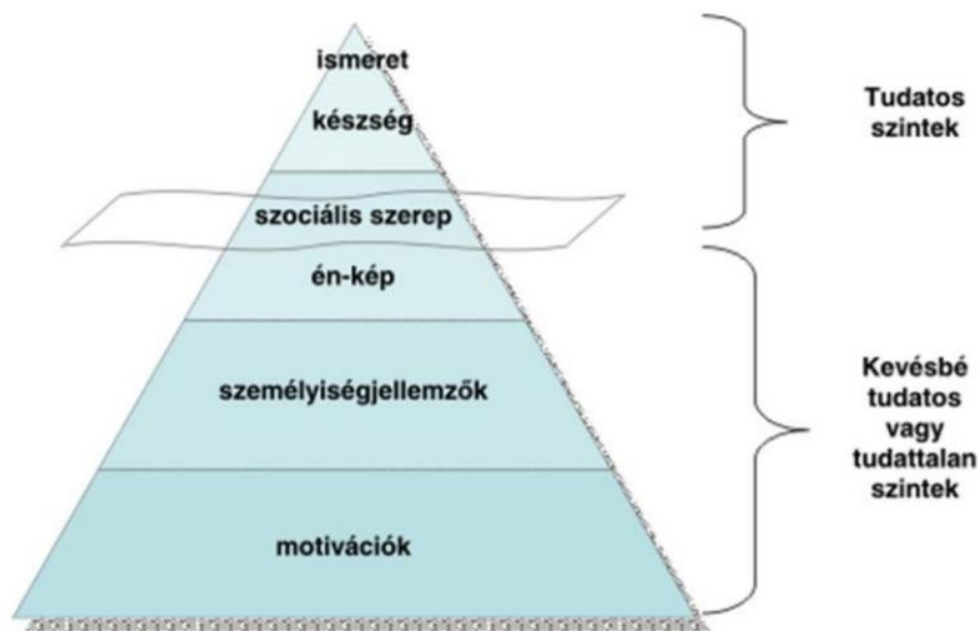 ismeret
készség
szociális szerep
én-kép
személyiségjellemzők
motivációk
Tudatos
szintek
Kevésbé
tudatos
vagy
tudattalan
szintek